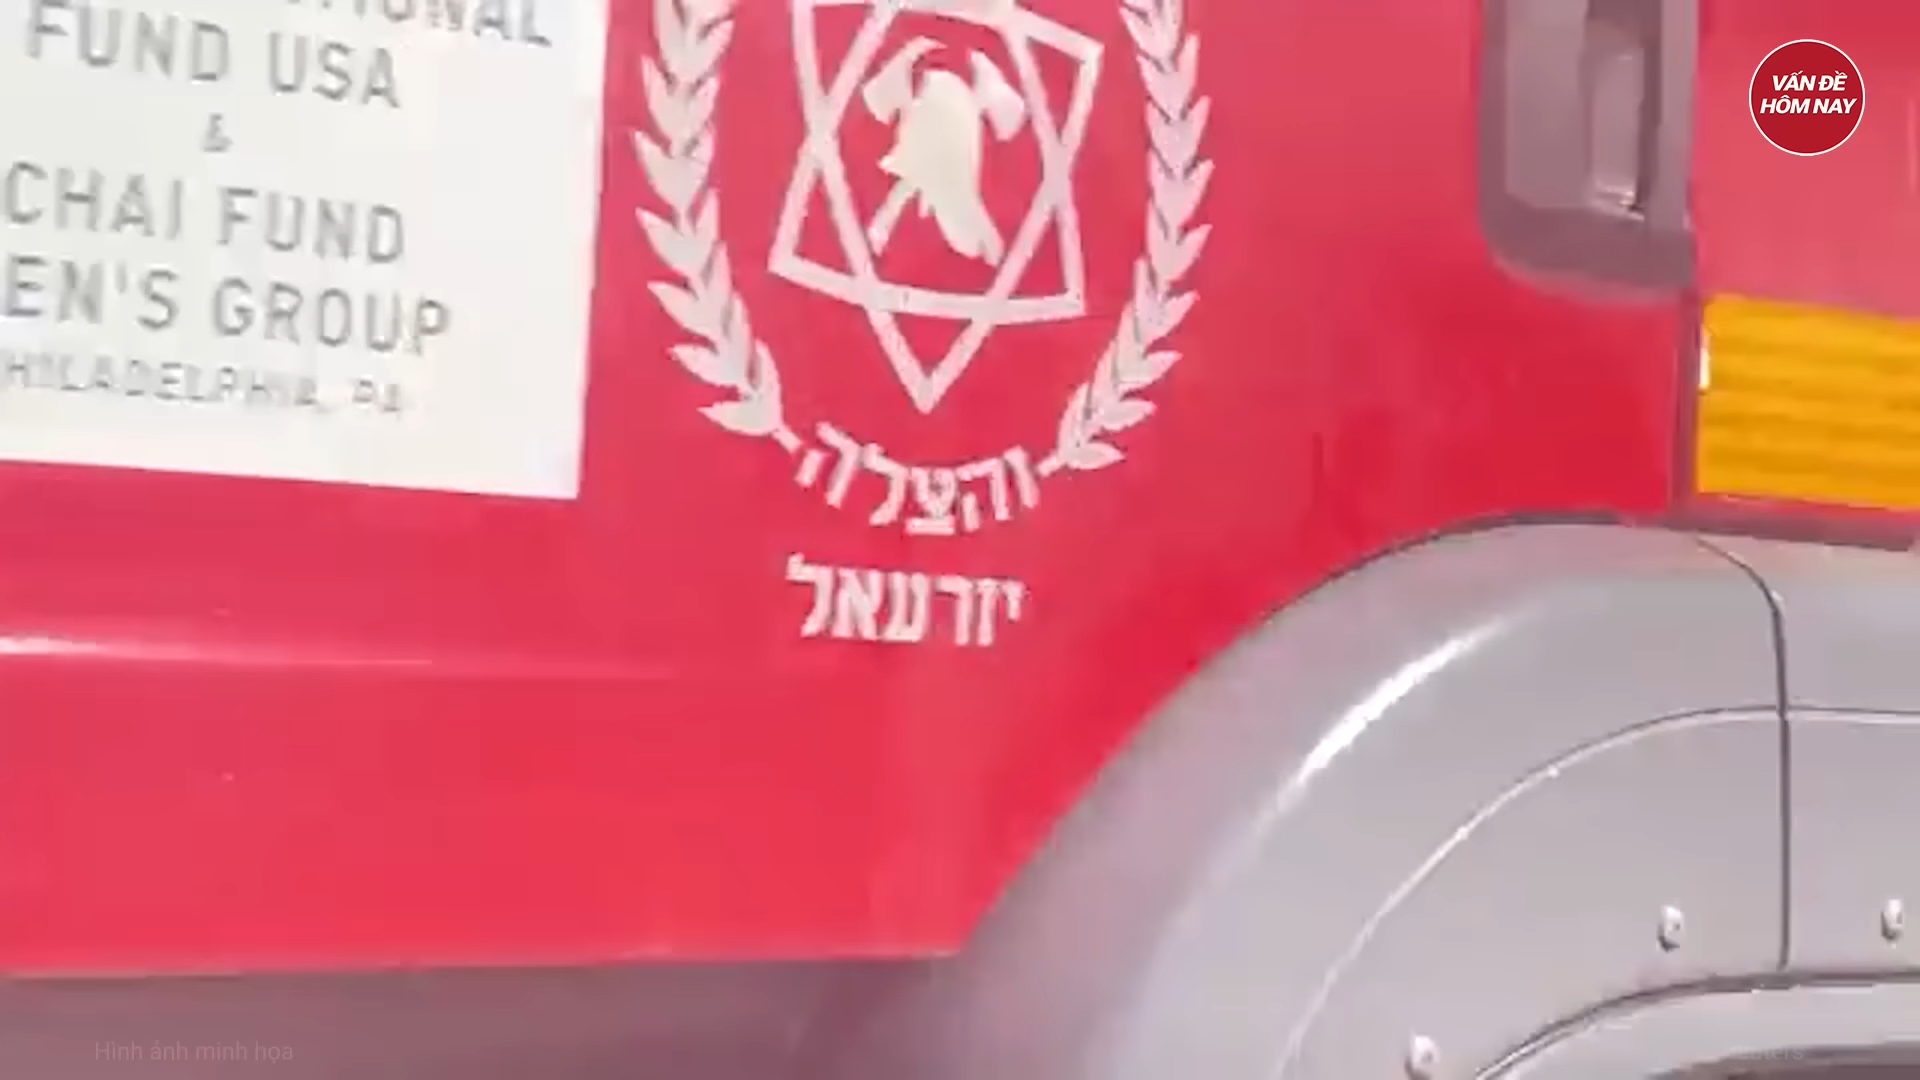 FUND USA
&
CHAI FUND
EN'S GROUP
HILADELPHIA, PA
והצלה
יזרעאל
VẤN ĐỀ
HÔM NAY
Hình ảnh minh họa